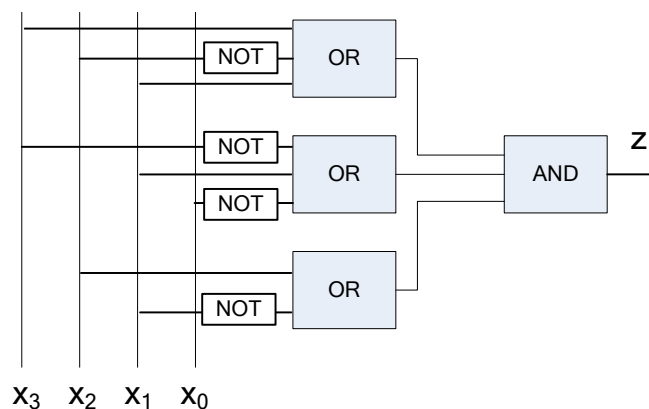 NOT
OR
NOT
OR
NOT
AND
z
OR
NOT
x₃ x₂ x₁ x₀